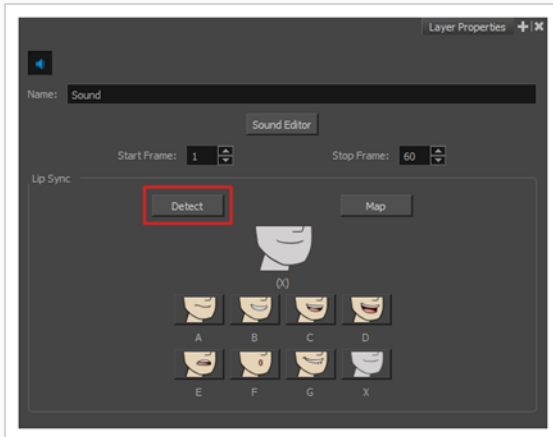 Layer Properties
Name: Sound
Sound Editor
Start Frame: 1 Stop Frame: 60
Lip Sync
Detect Map
(X)
A B C D
E F G X